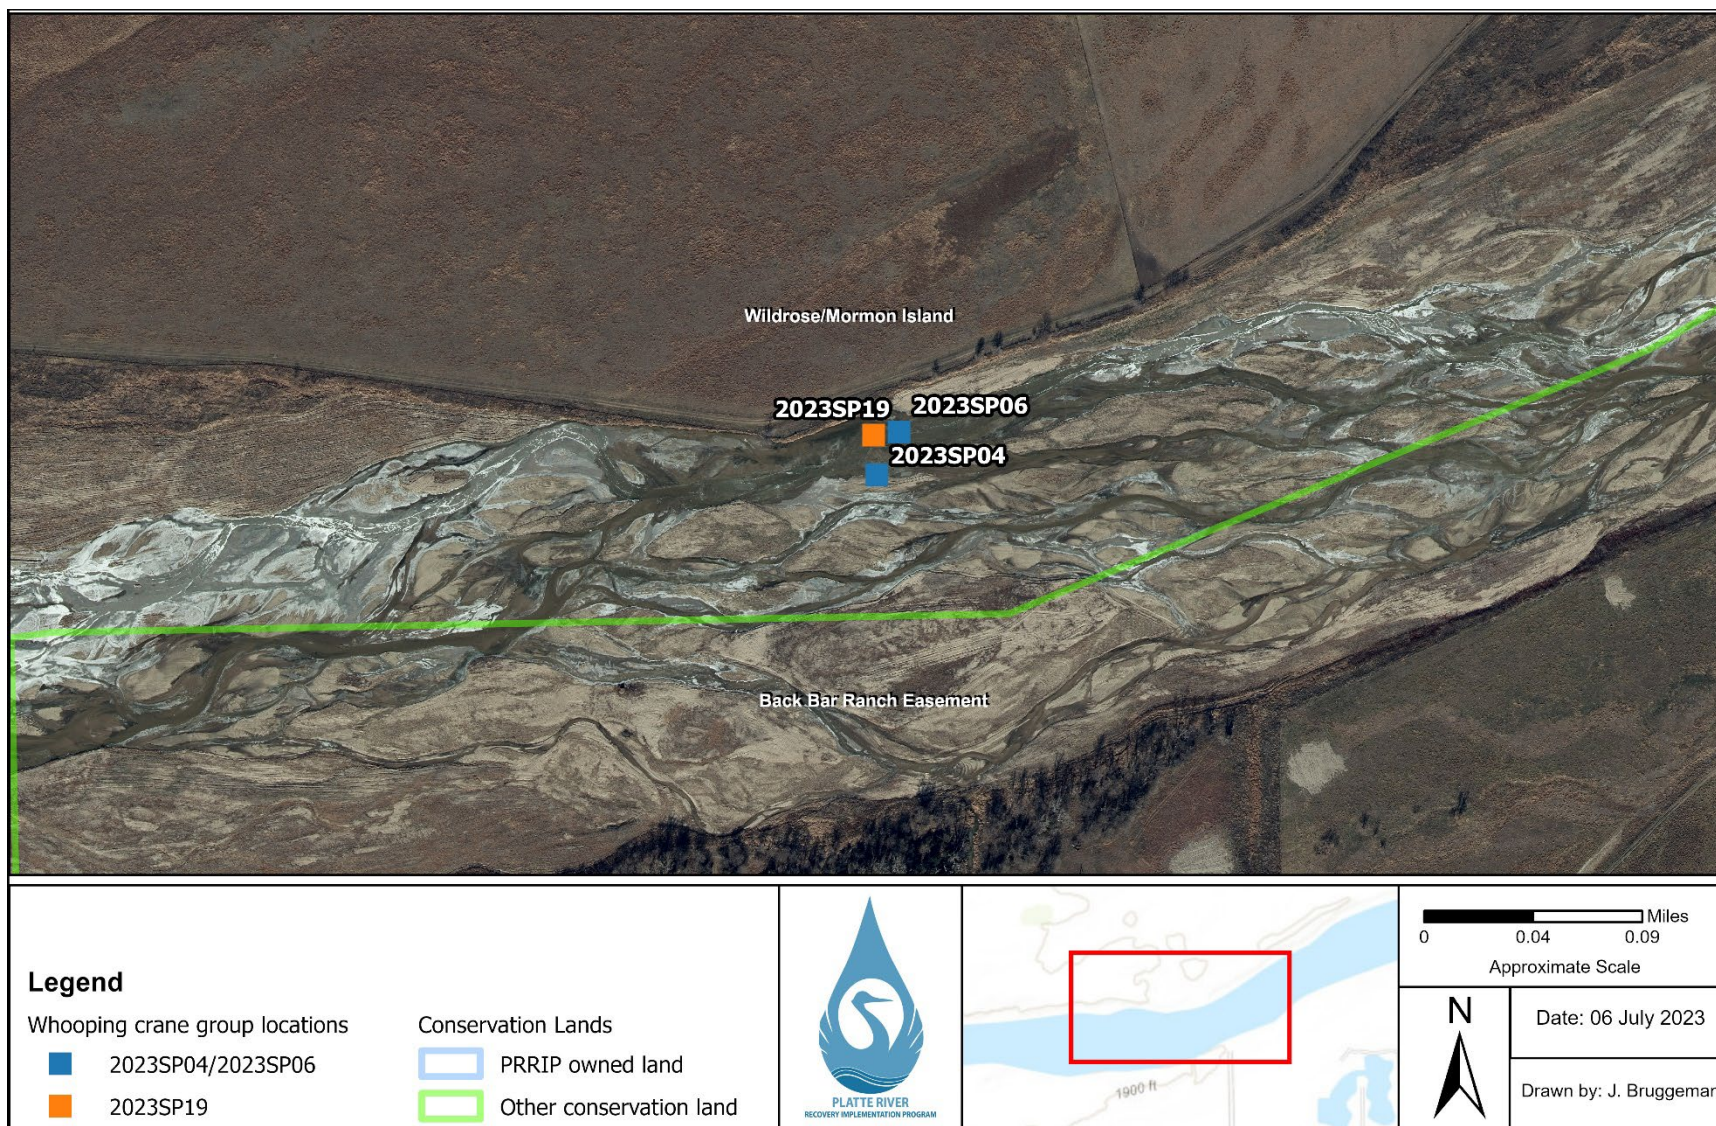 Wildrose/Mormon Island
2023SP19
2023SP06
2023SP04
Back Bar Ranch Easement
Legend
Whooping crane group locations
2023SP04/2023SP06
2023SP19
Conservation Lands
PRRIP owned land
Other conservation land
PLATTE RIVER
RECOVERY IMPLEMENTATION PROGRAM
1900 ft
Miles
0 0.04 0.09
Approximate Scale
N
Date: 06 July 2023
Drawn by: J. Bruggeman